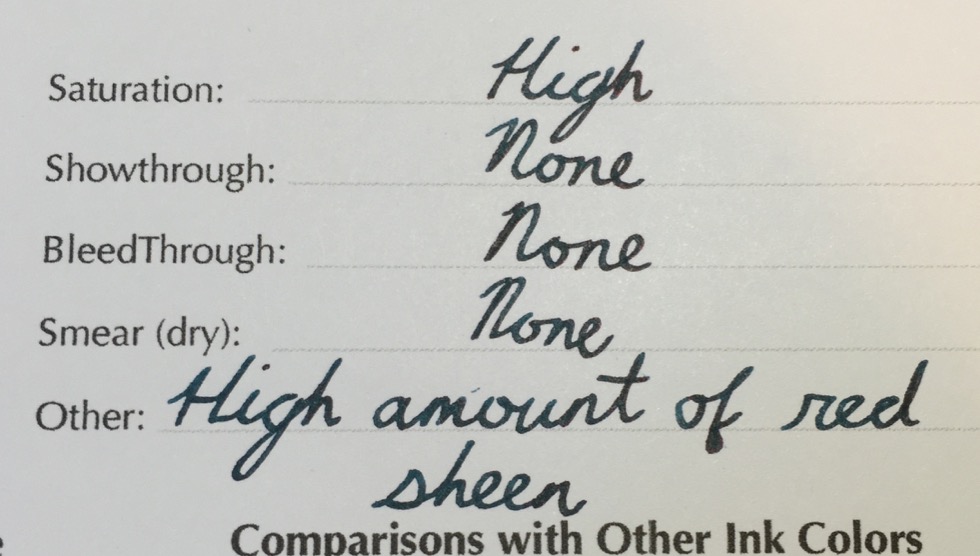 Saturation: High
Showthrough: None
BleedThrough: None
Smear (dry): None
Other: High amount of red
sheen
Comparisons with Other Ink Colors